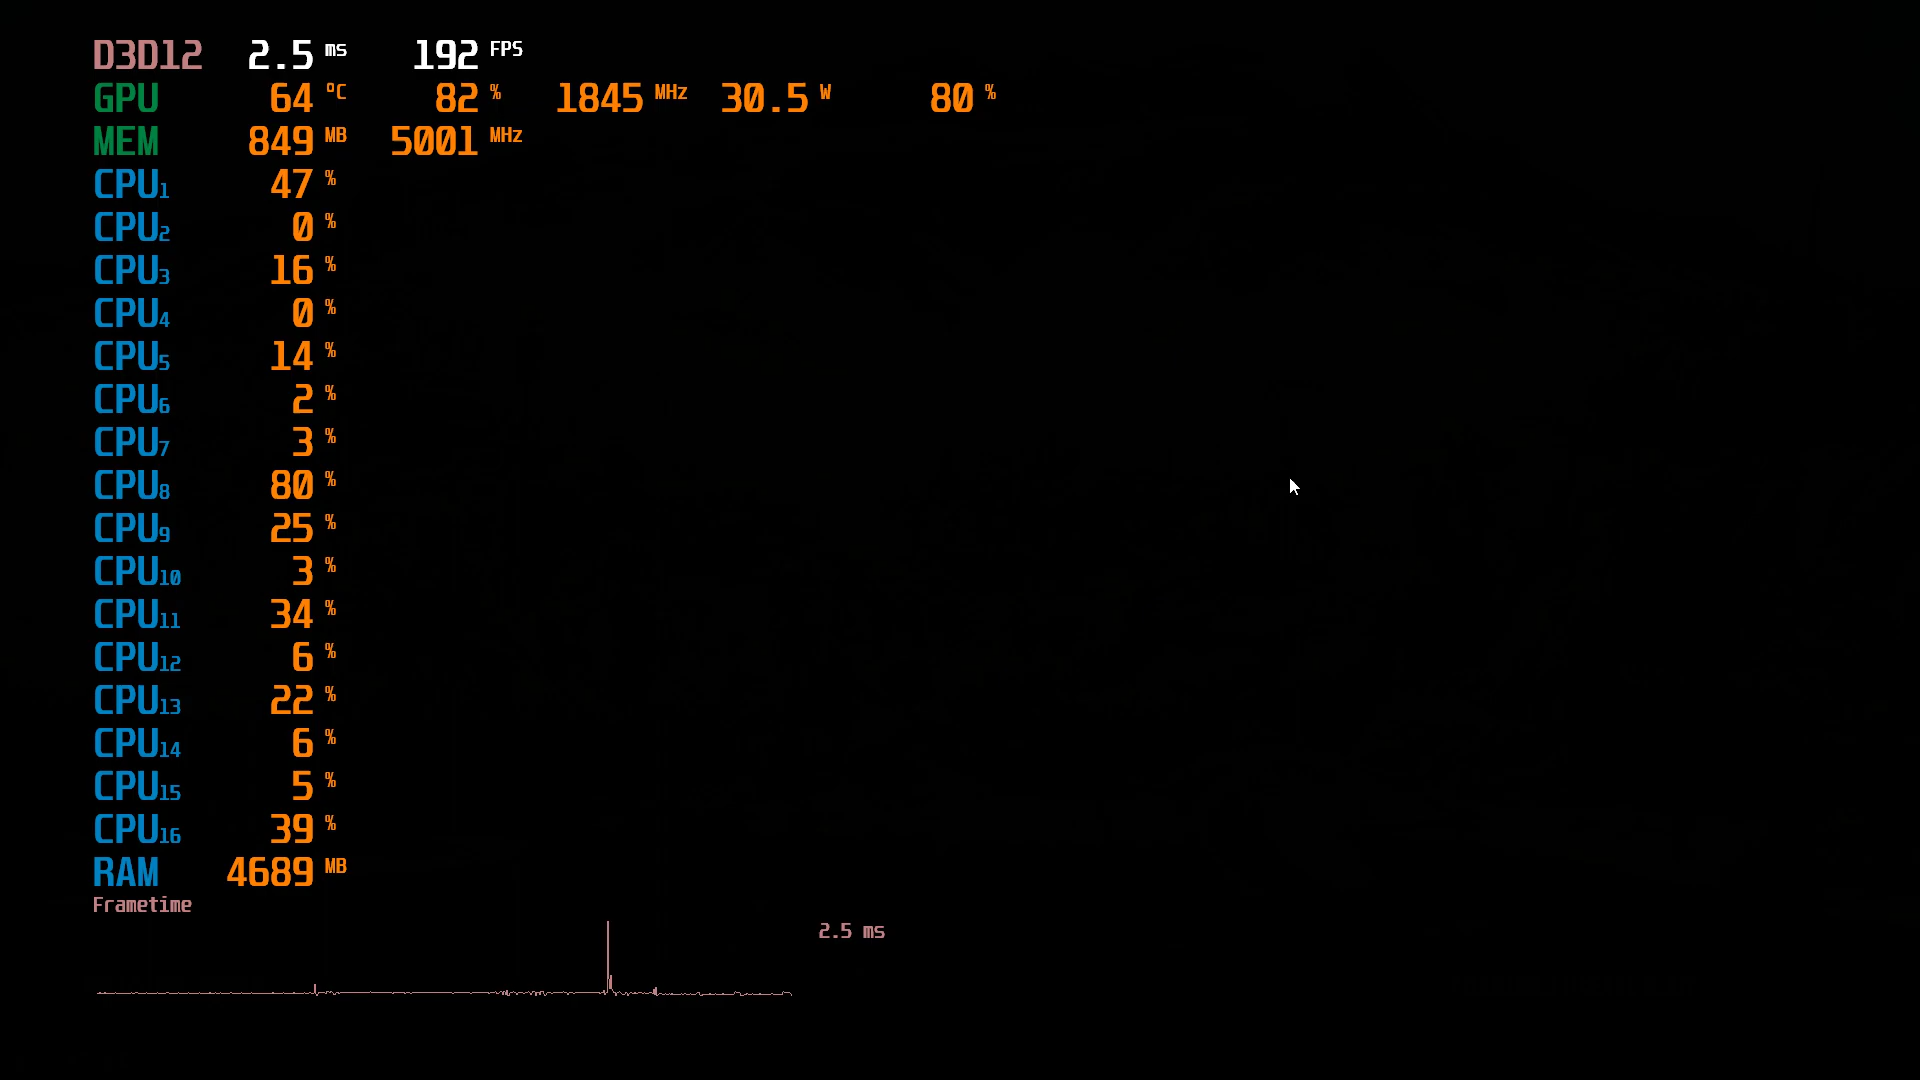 D3D12 2.5 ms 192 FPS
GPU 64 °C 82 % 1845 MHz 30.5 W 80 %
MEM 849 MB 5001 MHz
CPU1 47 %
CPU2 0 %
CPU3 16 %
CPU4 0 %
CPU5 14 %
CPU6 2 %
CPU7 3 %
CPU8 80 %
CPU9 25 %
CPU10 3 %
CPU11 34 %
CPU12 6 %
CPU13 22 %
CPU14 6 %
CPU15 5 %
CPU16 39 %
RAM 4689 MB
Frametime
2.5 ms